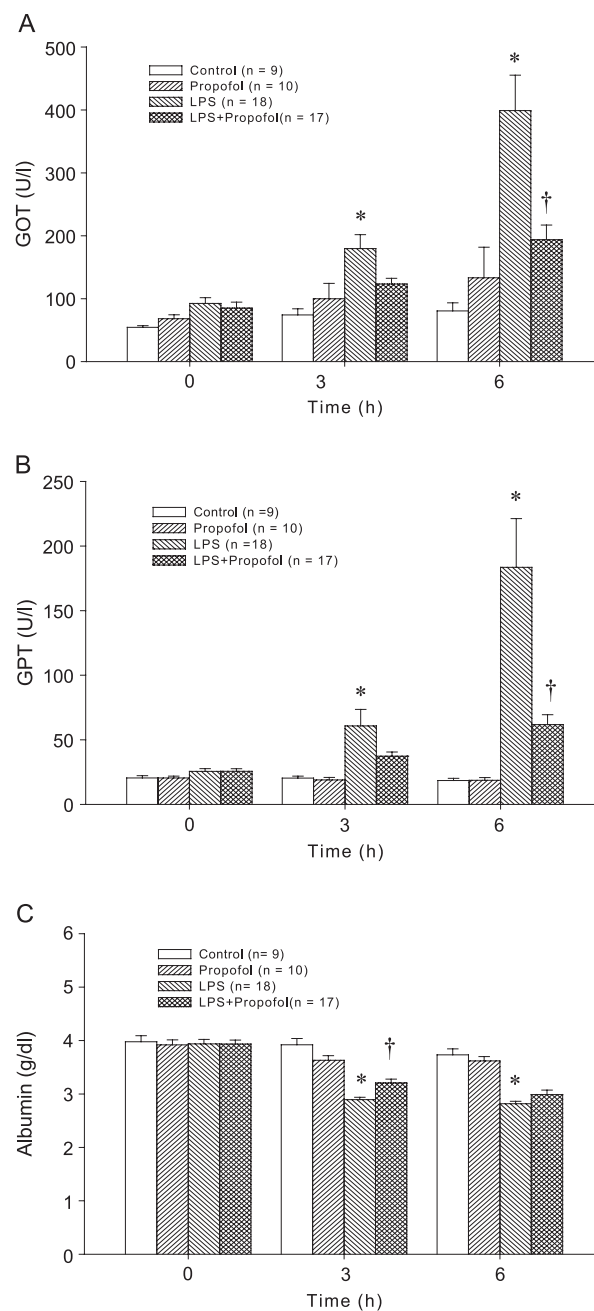 A
500
400
300
200
100
0
GOT (U/l)
Control (n = 9)
Propofol (n = 10)
LPS (n = 18)
LPS+Propofol(n = 17)
*
*
†
0 3 6
Time (h)
B
250
200
150
100
50
0
GPT (U/l)
Control (n =9)
Propofol (n = 10)
LPS (n =18)
LPS+Propofol (n = 17)
*
*
†
0 3 6
Time (h)
C
6
5
4
3
2
1
0
Albumin (g/dl)
Control (n= 9)
Propofol (n = 10)
LPS (n= 18)
LPS+Propofol(n = 17)
*
†
*
0 3 6
Time (h)